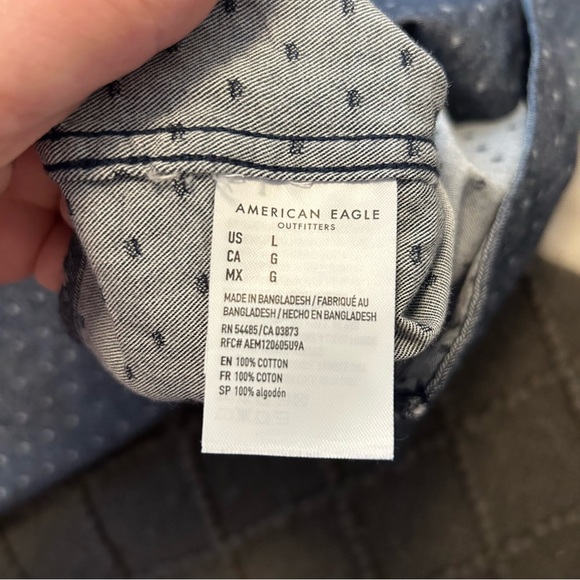 AMERICAN EAGLE
OUTFITTERS
US L
CA G
MX G
MADE IN BANGLADESH / FABRIQUÉ AU
BANGLADESH / HECHO EN BANGLADESH
RN 54485/CA 03873
RFC# AEM120605U9A
EN 100% COTTON
FR 100% COTON
SP 100% algodón